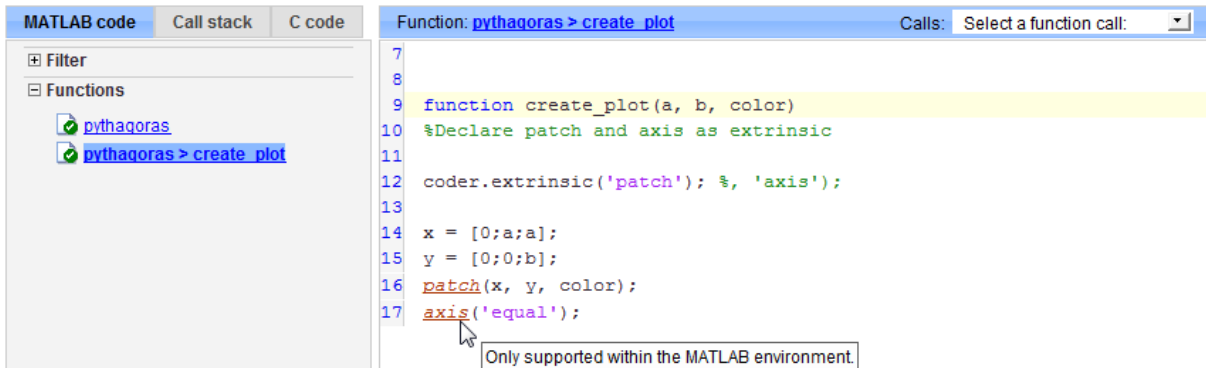 MATLAB code Call stack C code
Function: pythagoras > create_plot Calls: Select a function call:
Filter
Functions
pythagoras
pythagoras > create_plot
7
8
9 function create_plot(a, b, color)
10 %Declare patch and axis as extrinsic
11
12 coder.extrinsic('patch'); %, 'axis');
13
14 x = [0;a;a];
15 y = [0;0;b];
16 patch(x, y, color);
17 axis('equal');
Only supported within the MATLAB environment.